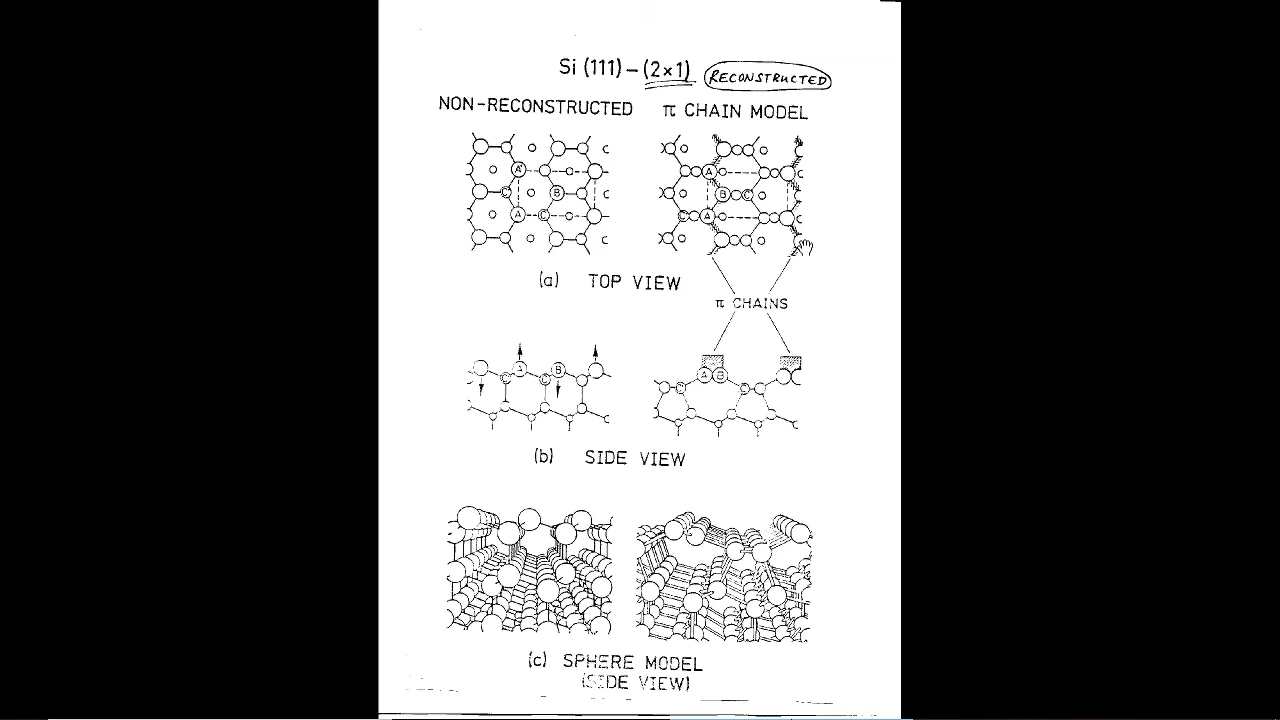 Si (111) – (2×1) RECONSTRUCTED
NON-RECONSTRUCTED π CHAIN MODEL
A' C B A C
A B C C A
(a) TOP VIEW
π CHAINS
A B C C
A B C C
(b) SIDE VIEW
(c) SPHERE MODEL
(SIDE VIEW)